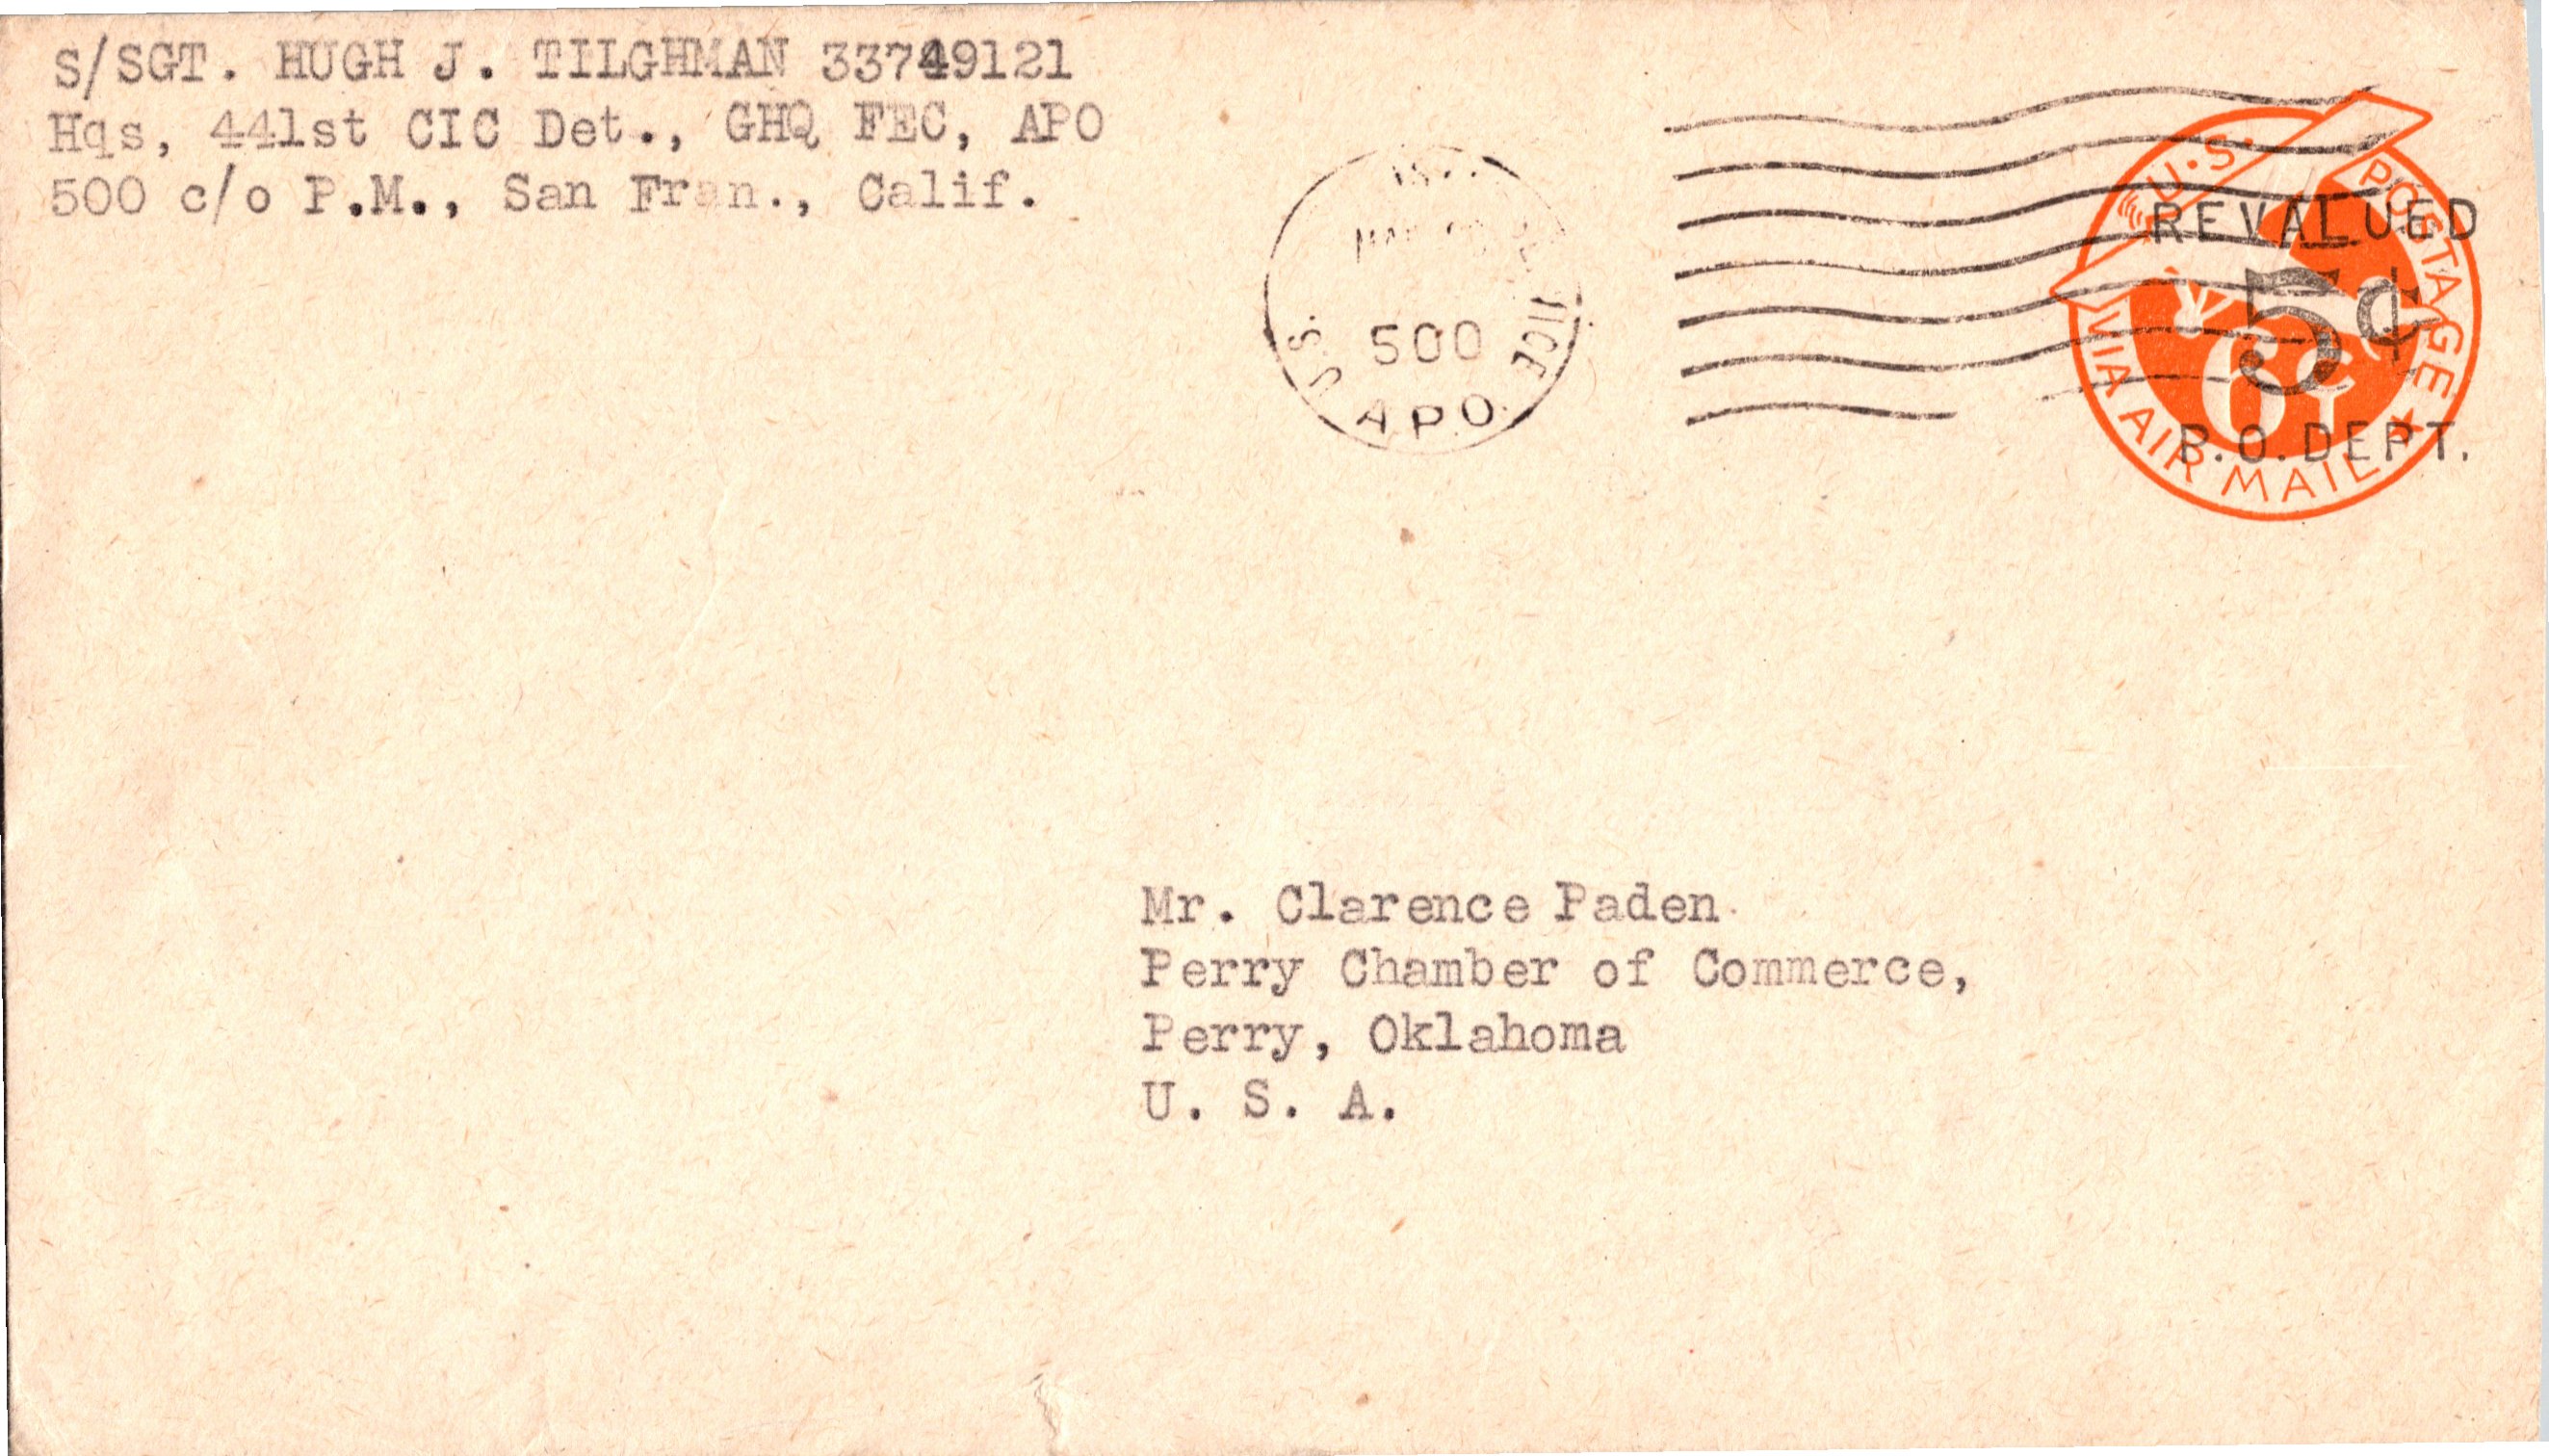 S/SGT. HUGH J. TILGHMAN 33749121
Hqs, 441st CIC Det., GHQ FEC, APO
500 c/o P.M., San Fran., Calif.
U.S.
500
APO
U.S. POSTAGE
REVALUED
5¢
6¢
P.O.DEPT.
VIA AIR MAIL
Mr. Clarence Paden
Perry Chamber of Commerce,
Perry, Oklahoma
U. S. A.